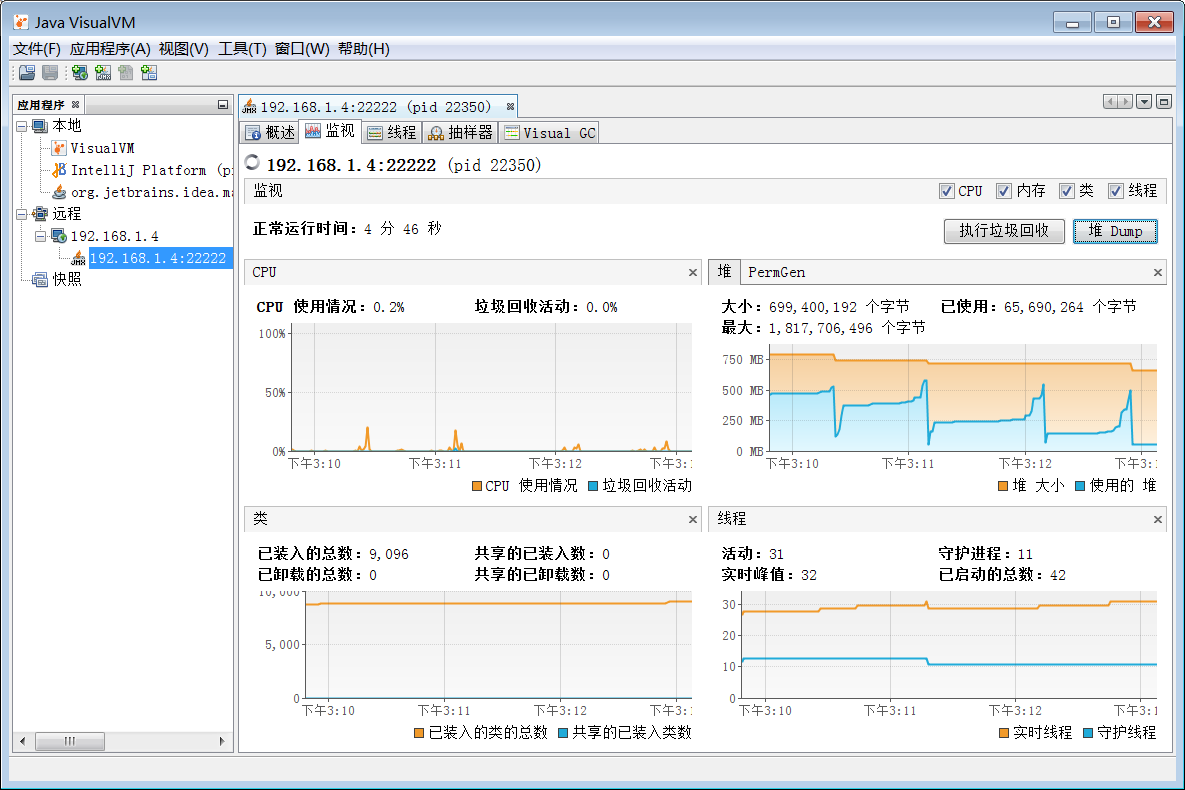 Java VisualVM
文件(F) 应用程序(A) 视图(V) 工具(T) 窗口(W) 帮助(H)
应用程序
本地
VisualVM
IntelliJ Platform (p
org.jetbrains.idea.m
远程
192.168.1.4
192.168.1.4:22222
快照
192.168.1.4:22222 (pid 22350)
概述 监视 线程 抽样器 Visual GC
192.168.1.4:22222 (pid 22350)
监视 CPU 内存 类 线程
正常运行时间: 4 分 46 秒 执行垃圾回收 堆 Dump
CPU
CPU 使用情况: 0.2% 垃圾回收活动: 0.0%
100%
50%
0%
下午3:10 下午3:11 下午3:12 下午3:1
CPU 使用情况 垃圾回收活动
堆 PermGen
大小: 699,400,192 个字节 已使用: 65,690,264 个字节
最大: 1,817,706,496 个字节
750 MB
500 MB
250 MB
0 MB
下午3:10 下午3:11 下午3:12 下午3:1
堆 大小 使用的 堆
类
已装入的总数: 9,096 共享的已装入数: 0
已卸载的总数: 0 共享的已卸载数: 0
10,000
5,000
0
下午3:10 下午3:11 下午3:12 下午3:1
已装入的类的总数 共享的已装入类数
线程
活动: 31 守护进程: 11
实时峰值: 32 已启动的总数: 42
30
20
10
0
下午3:10 下午3:11 下午3:12 下午3:1
实时线程 守护线程